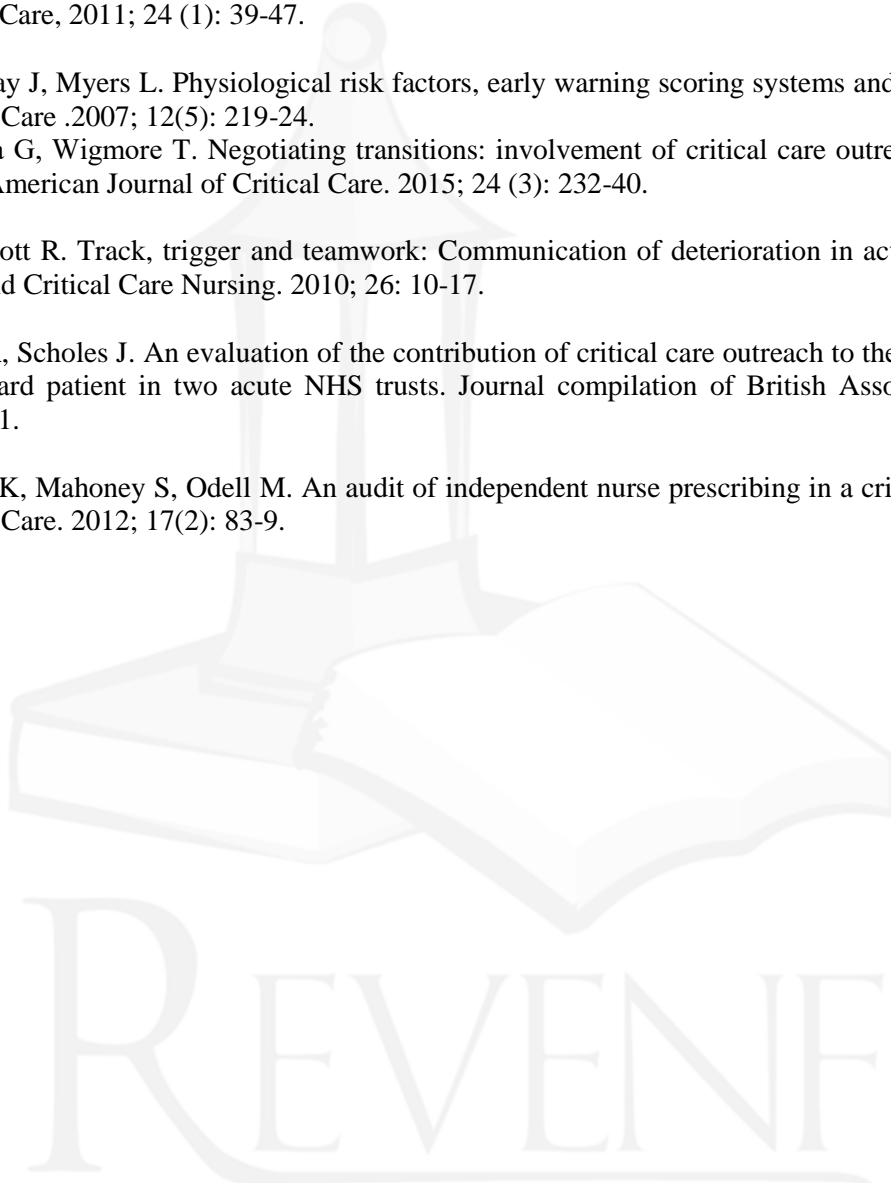 Care, 2011; 24 (1): 39-47.
ay J, Myers L. Physiological risk factors, early warning scoring systems and
Care .2007; 12(5): 219-24.
a G, Wigmore T. Negotiating transitions: involvement of critical care outre
American Journal of Critical Care. 2015; 24 (3): 232-40.
ott R. Track, trigger and teamwork: Communication of deterioration in ac
d Critical Care Nursing. 2010; 26: 10-17.
, Scholes J. An evaluation of the contribution of critical care outreach to the
ard patient in two acute NHS trusts. Journal compilation of British Asso
1.
K, Mahoney S, Odell M. An audit of independent nurse prescribing in a cri
Care. 2012; 17(2): 83-9.
REVENF